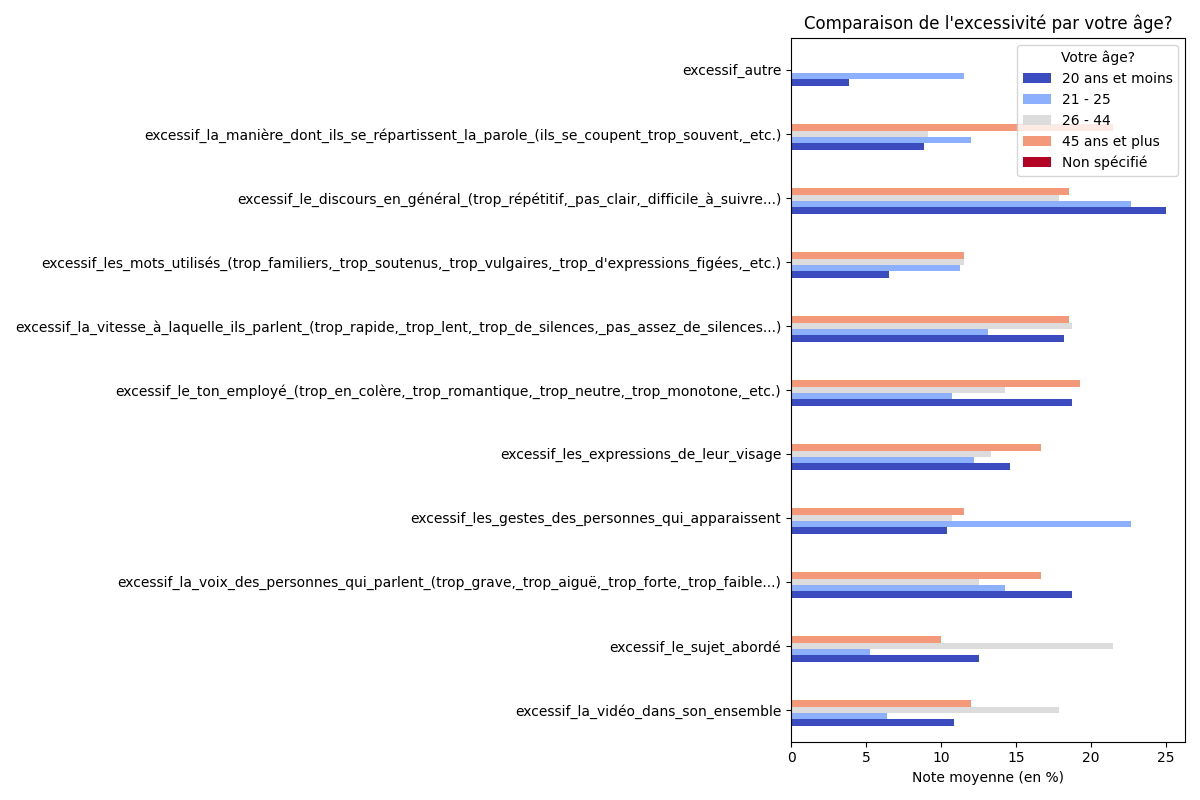 Comparaison de l'excessivité par votre âge?
Votre âge?
20 ans et moins
21 - 25
26 - 44
45 ans et plus
Non spécifié
excessif_autre
excessif_la_manière_dont_ils_se_répartissent_la_parole_(ils_se_coupent_trop_souvent,_etc.)
excessif_le_discours_en_général_(trop_répétitif,_pas_clair,_difficile_à_suivre...)
excessif_les_mots_utilisés_(trop_familiers,_trop_soutenus,_trop_vulgaires,_trop_d'expressions_figées,_etc.)
excessif_la_vitesse_à_laquelle_ils_parlent_(trop_rapide,_trop_lent,_trop_de_silences,_pas_assez_de_silences...)
excessif_le_ton_employé_(trop_en_colère,_trop_romantique,_trop_neutre,_trop_monotone,_etc.)
excessif_les_expressions_de_leur_visage
excessif_les_gestes_des_personnes_qui_apparaissent
excessif_la_voix_des_personnes_qui_parlent_(trop_grave,_trop_aiguë,_trop_forte,_trop_faible...)
excessif_le_sujet_abordé
excessif_la_vidéo_dans_son_ensemble
0 5 10 15 20 25
Note moyenne (en %)